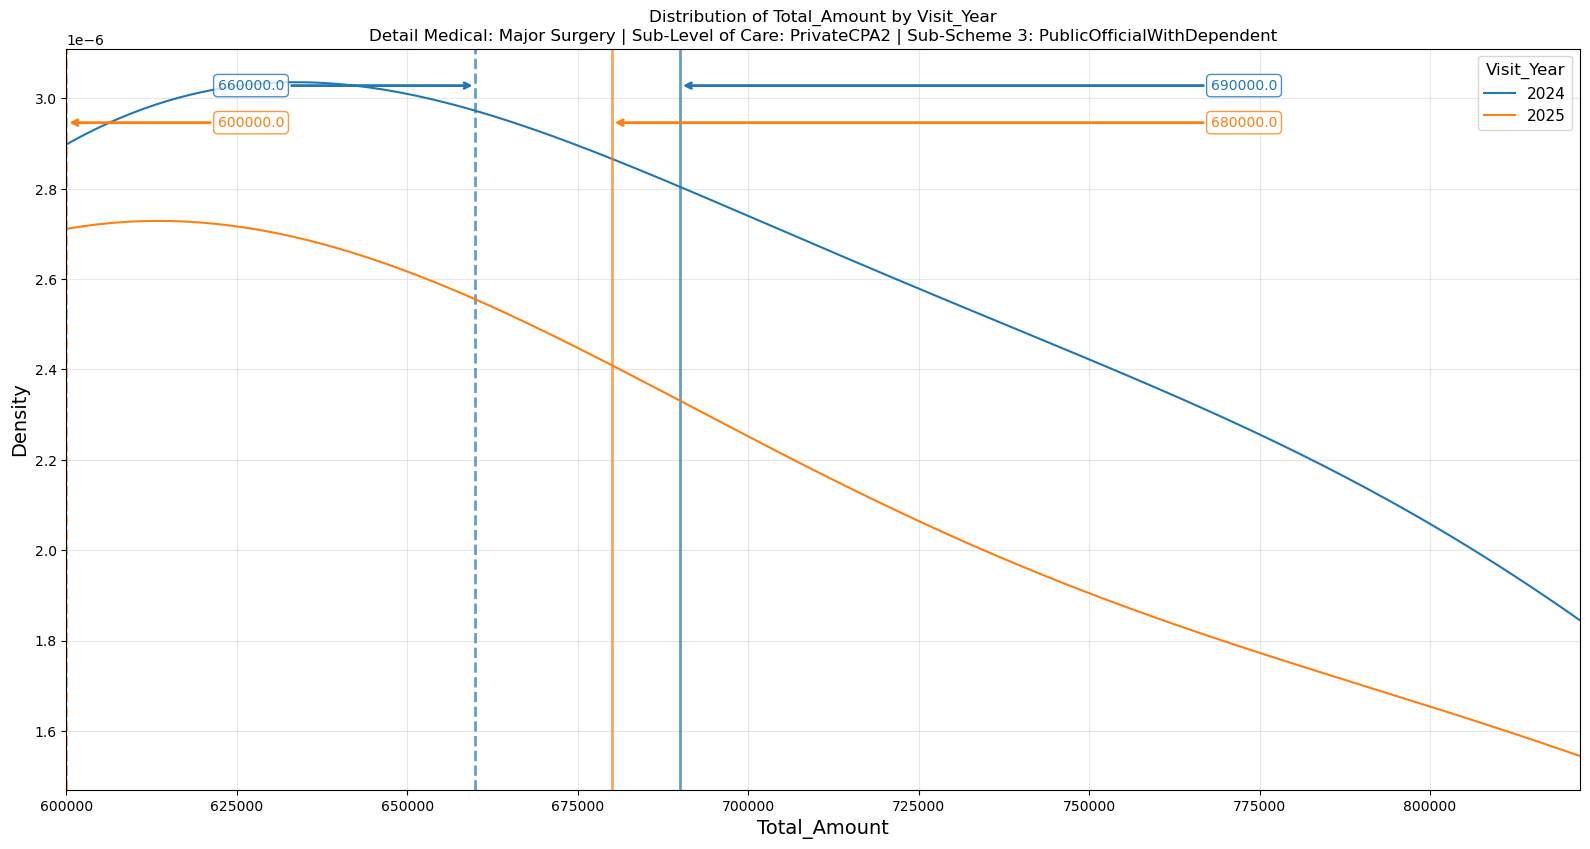 Distribution of Total_Amount by Visit_Year
Detail Medical: Major Surgery | Sub-Level of Care: PrivateCPA2 | Sub-Scheme 3: PublicOfficialWithDependent
1e−6
Visit_Year
2024
2025
660000.0
690000.0
600000.0
680000.0
3.0
2.8
2.6
2.4
2.2
2.0
1.8
1.6
Density
600000 625000 650000 675000 700000 725000 750000 775000 800000
Total_Amount